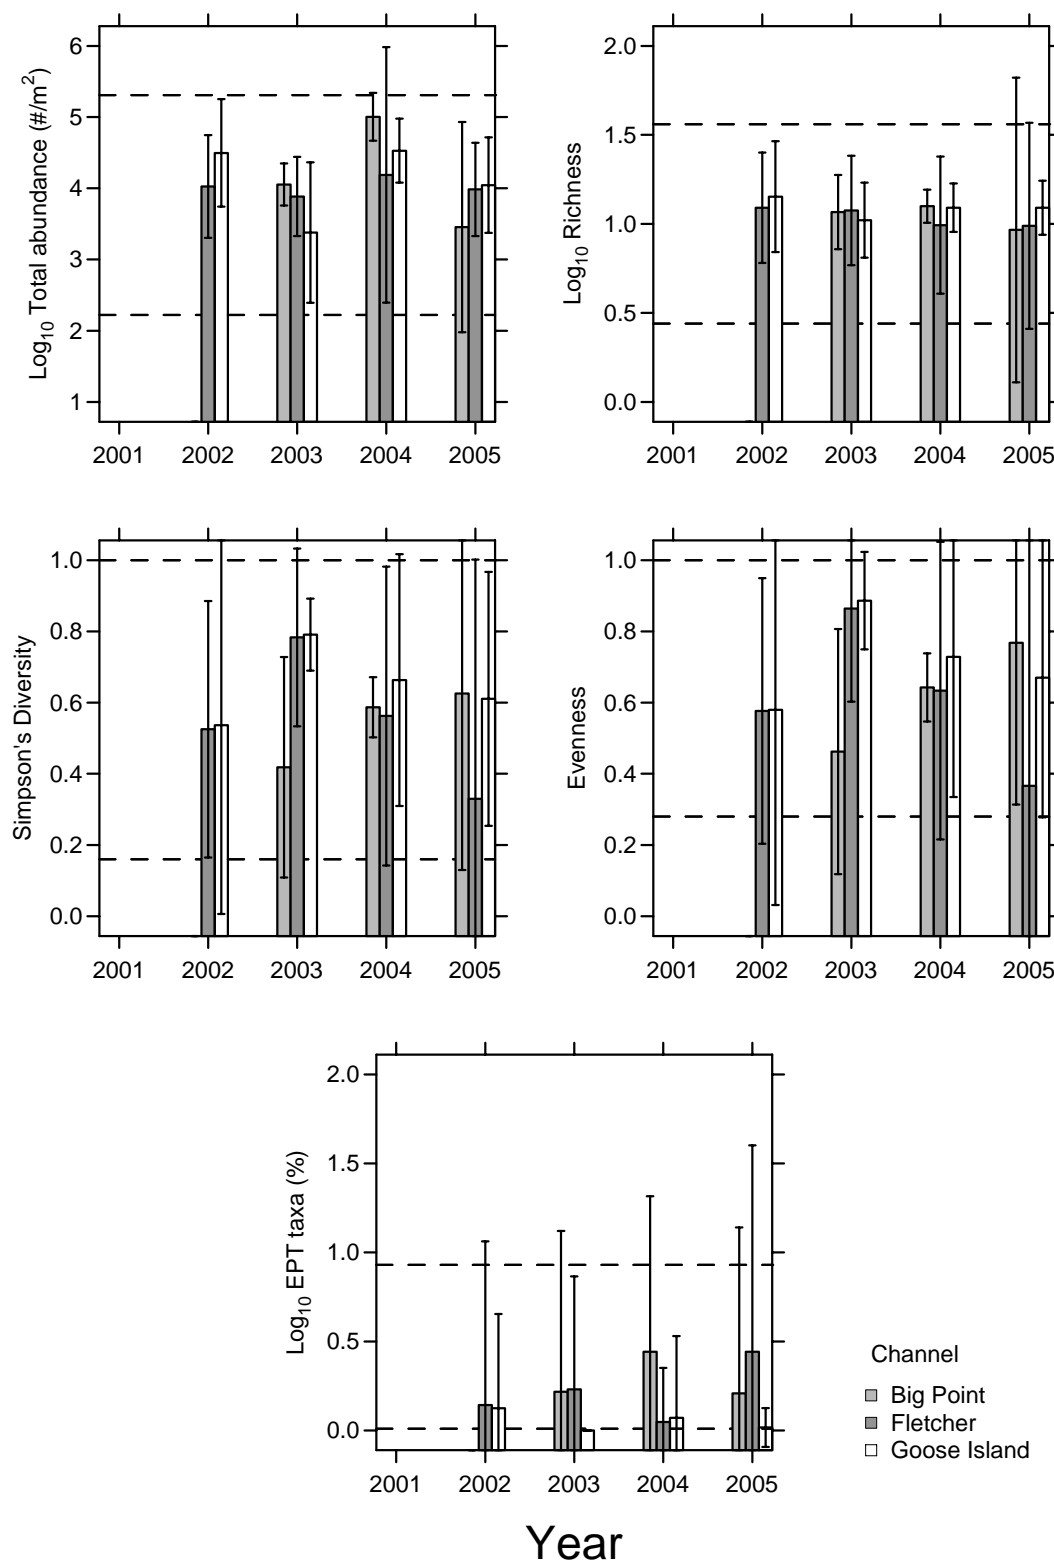 Log10 Total abundance (#/m2)
6
5
4
3
2
1
2001 2002 2003 2004 2005
Log10 Richness
2.0
1.5
1.0
0.5
0.0
2001 2002 2003 2004 2005
Simpson's Diversity
1.0
0.8
0.6
0.4
0.2
0.0
2001 2002 2003 2004 2005
Evenness
1.0
0.8
0.6
0.4
0.2
0.0
2001 2002 2003 2004 2005
Log10 EPT taxa (%)
2.0
1.5
1.0
0.5
0.0
2001 2002 2003 2004 2005
Channel
Big Point
Fletcher
Goose Island
Year